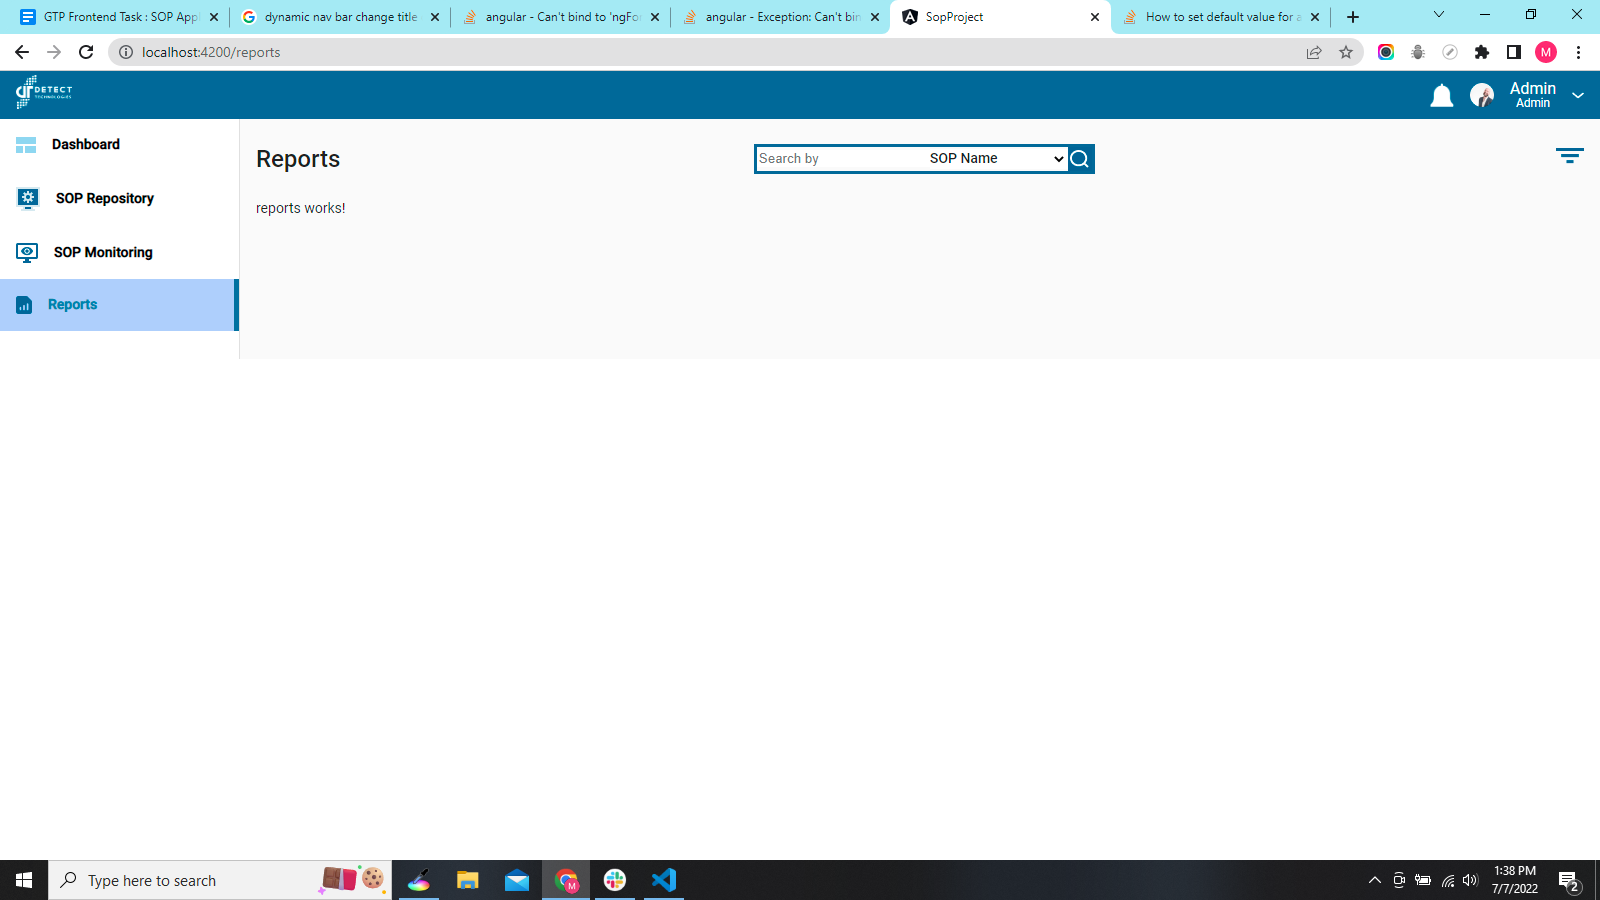 GTP Frontend Task : SOP Appl
dynamic nav bar change title
angular - Can't bind to 'ngFor
angular - Exception: Can't bin
SopProject
How to set default value for a
localhost:4200/reports
M
DETECT
TECHNOLOGIES
Admin
Admin
Dashboard
SOP Repository
SOP Monitoring
Reports
Reports
Search by
SOP Name
reports works!
Type here to search
M
1:38 PM
7/7/2022
2